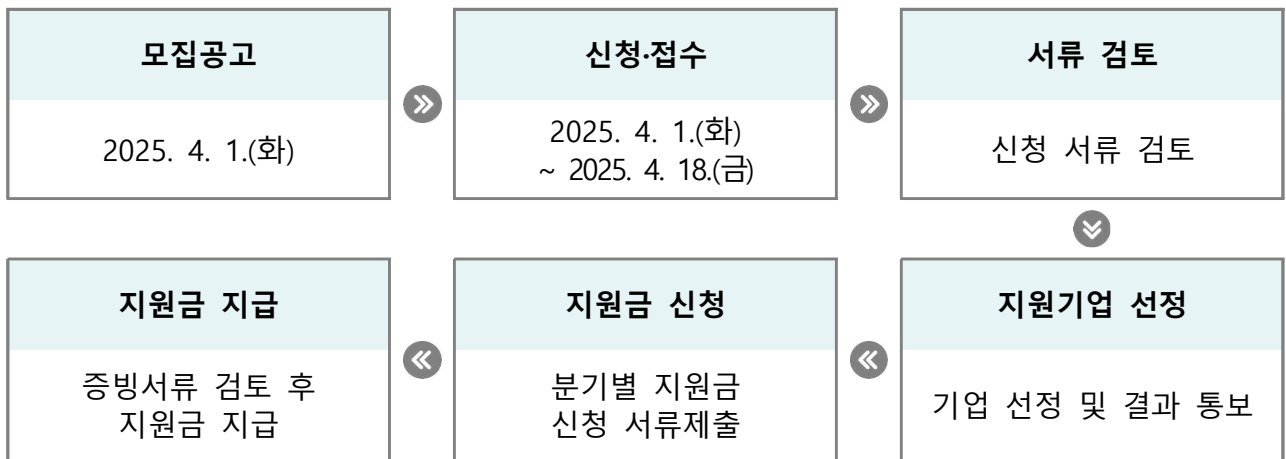 모집공고
2025. 4. 1.(화)
신청·접수
2025. 4. 1.(화)
~ 2025. 4. 18.(금)
서류 검토
신청 서류 검토
지원기업 선정
기업 선정 및 결과 통보
지원금 신청
분기별 지원금
신청 서류제출
지원금 지급
증빙서류 검토 후
지원금 지급